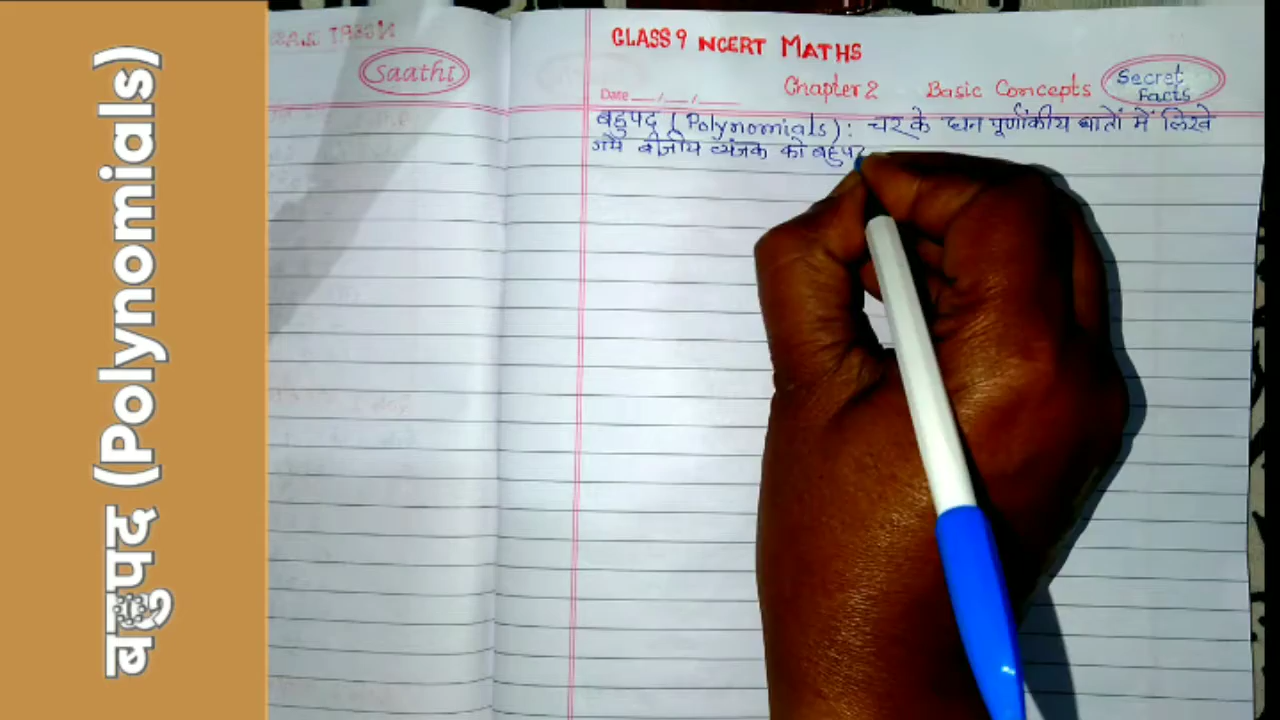 बहुपद (Polynomials)
Saathi
CLASS 9 NCERT MATHS
Date
Chapter 2 Basic Concepts
Secret
Facts
बहुपद (Polynomials): चर के घन पूर्णांकीय घातों में लिखे
गये बीजीय व्यंजक को बहुपद